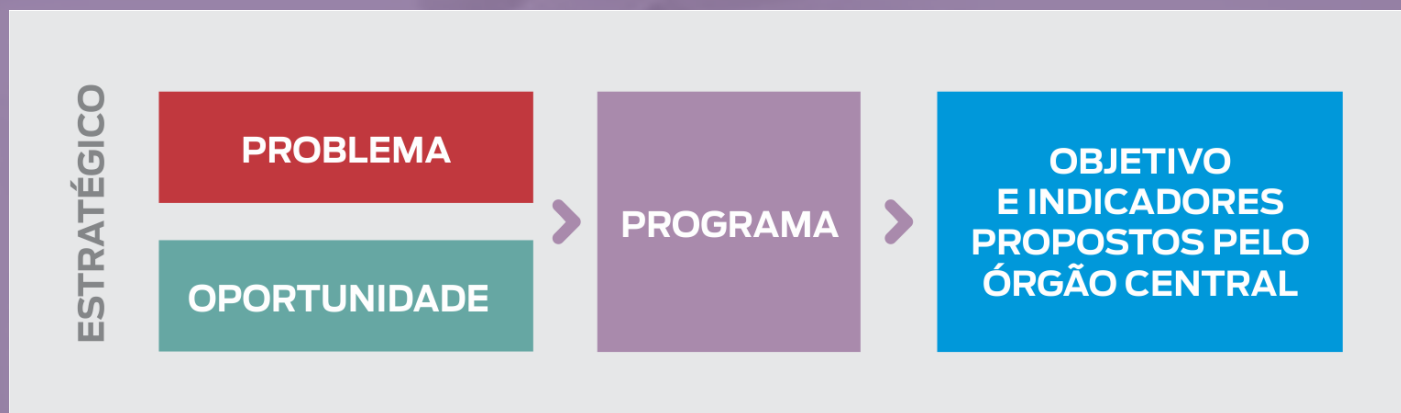 ESTRATÉGICO
PROBLEMA
OPORTUNIDADE
PROGRAMA
OBJETIVO
E INDICADORES
PROPOSTOS PELO
ÓRGÃO CENTRAL